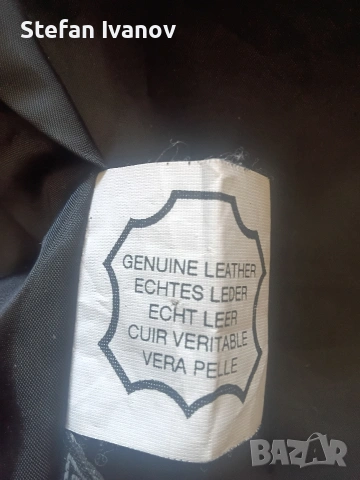 Stefan Ivanov
GENUINE LEATHER
ECHTES LEDER
ECHT LEER
CUIR VERITABLE
VERA PELLE
BAZAR